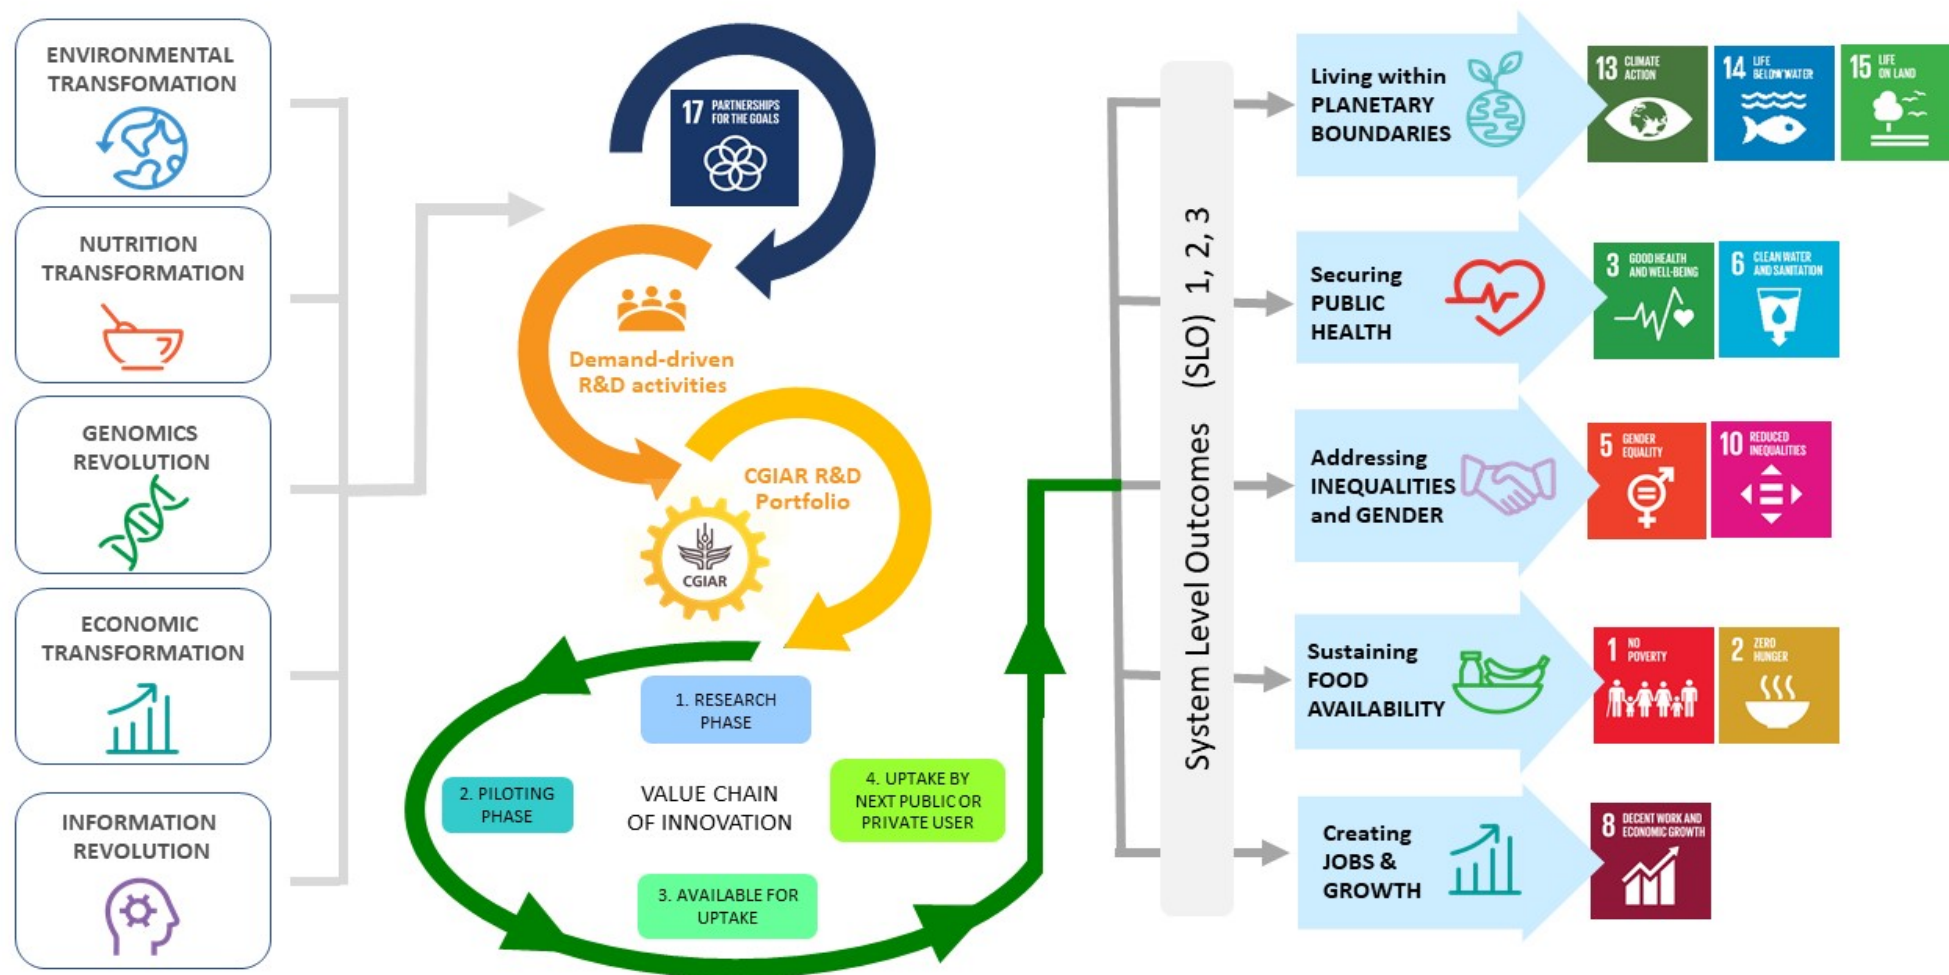 ENVIRONMENTAL
TRANSFOMATION
NUTRITION
TRANSFORMATION
GENOMICS
REVOLUTION
ECONOMIC
TRANSFORMATION
INFORMATION
REVOLUTION
17 PARTNERSHIPS
FOR THE GOALS
Demand-driven
R&D activities
CGIAR R&D
Portfolio
CGIAR
1. RESEARCH
PHASE
2. PILOTING
PHASE
VALUE CHAIN
OF INNOVATION
3. AVAILABLE FOR
UPTAKE
4. UPTAKE BY
NEXT PUBLIC OR
PRIVATE USER
System Level Outcomes (SLO) 1, 2, 3
Living within
PLANETARY
BOUNDARIES
13 CLIMATE
ACTION
14 LIFE
BELOW WATER
15 LIFE
ON LAND
Securing
PUBLIC
HEALTH
3 GOOD HEALTH
AND WELL-BEING
6 CLEAN WATER
AND SANITATION
Addressing
INEQUALITIES
and GENDER
5 GENDER
EQUALITY
10 REDUCED
INEQUALITIES
Sustaining
FOOD
AVAILABILITY
1 NO
POVERTY
2 ZERO
HUNGER
Creating
JOBS &
GROWTH
8 DECENT WORK AND
ECONOMIC GROWTH